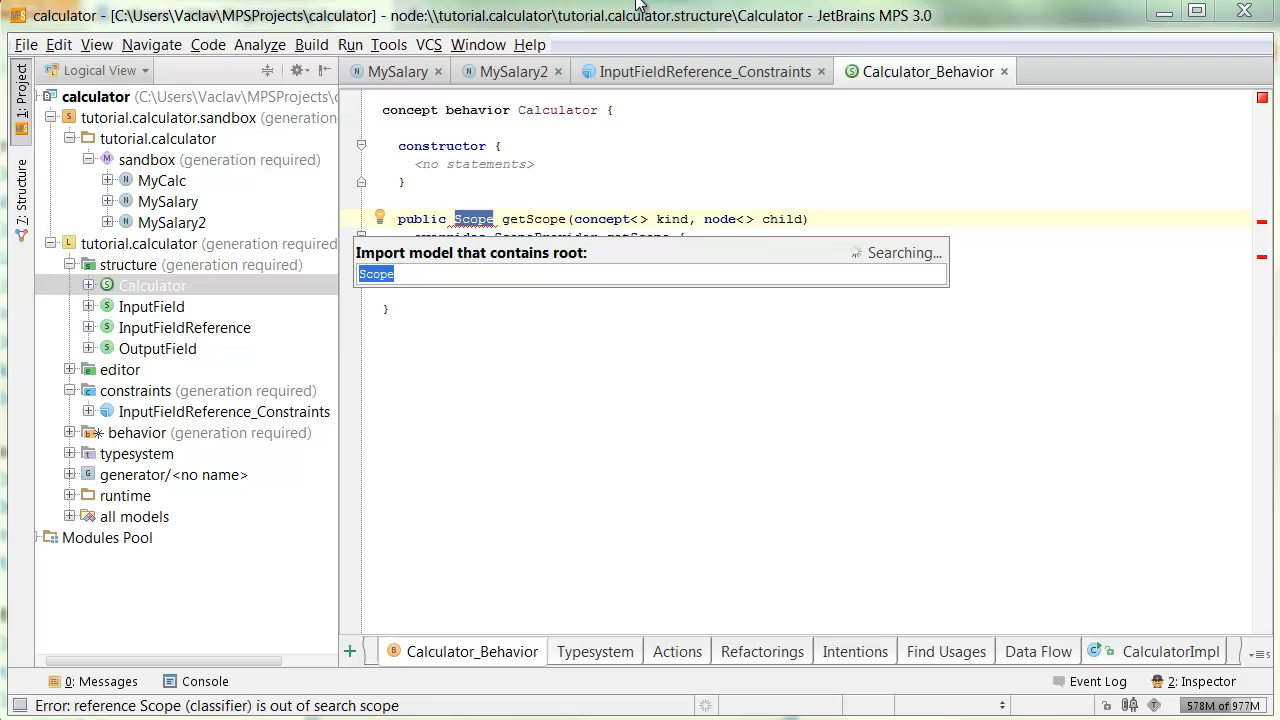 calculator - [C:\Users\Vaclav\MPSProjects\calculator] - node:\\tutorial.calculator\tutorial.calculator.structure\Calculator - JetBrains MPS 3.0
File Edit View Navigate Code Analyze Build Run Tools VCS Window Help
1: Project
7: Structure
Logical View
MySalary
MySalary2
InputFieldReference_Constraints
Calculator_Behavior
calculator (C:\Users\Vaclav\MPSProjects\
tutorial.calculator.sandbox (generation
tutorial.calculator
sandbox (generation required)
MyCalc
MySalary
MySalary2
tutorial.calculator (generation required
structure (generation required)
Calculator
InputField
InputFieldReference
OutputField
editor
constraints (generation required)
InputFieldReference_Constraints
behavior (generation required)
typesystem
generator/<no name>
runtime
all models
Modules Pool
concept behavior Calculator {
constructor {
<no statements>
}
public Scope getScope(concept<> kind, node<> child)
overrides ScopeProvider.getScope {
Import model that contains root: Searching...
Scope
}
Calculator_Behavior Typesystem Actions Refactorings Intentions Find Usages Data Flow CalculatorImpl
0: Messages Console Event Log 2: Inspector
Error: reference Scope (classifier) is out of search scope 578M of 977M